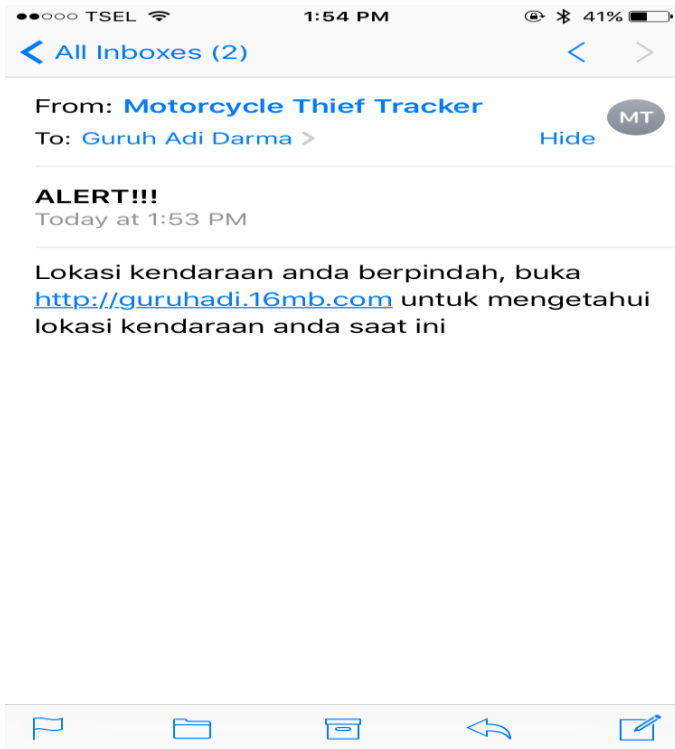 TSEL 1:54 PM 41%
All Inboxes (2)
From: Motorcycle Thief Tracker
MT
To: Guruh Adi Darma Hide
ALERT!!!
Today at 1:53 PM
Lokasi kendaraan anda berpindah, buka
http://guruhadi.16mb.com untuk mengetahui
lokasi kendaraan anda saat ini